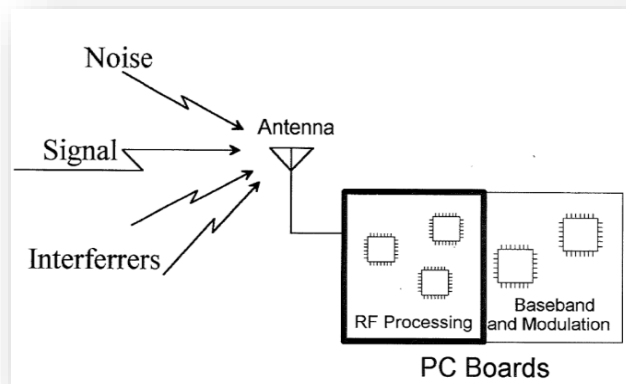 Noise
Antenna
Signal
Interferrers
RF Processing
Baseband
and Modulation
PC Boards